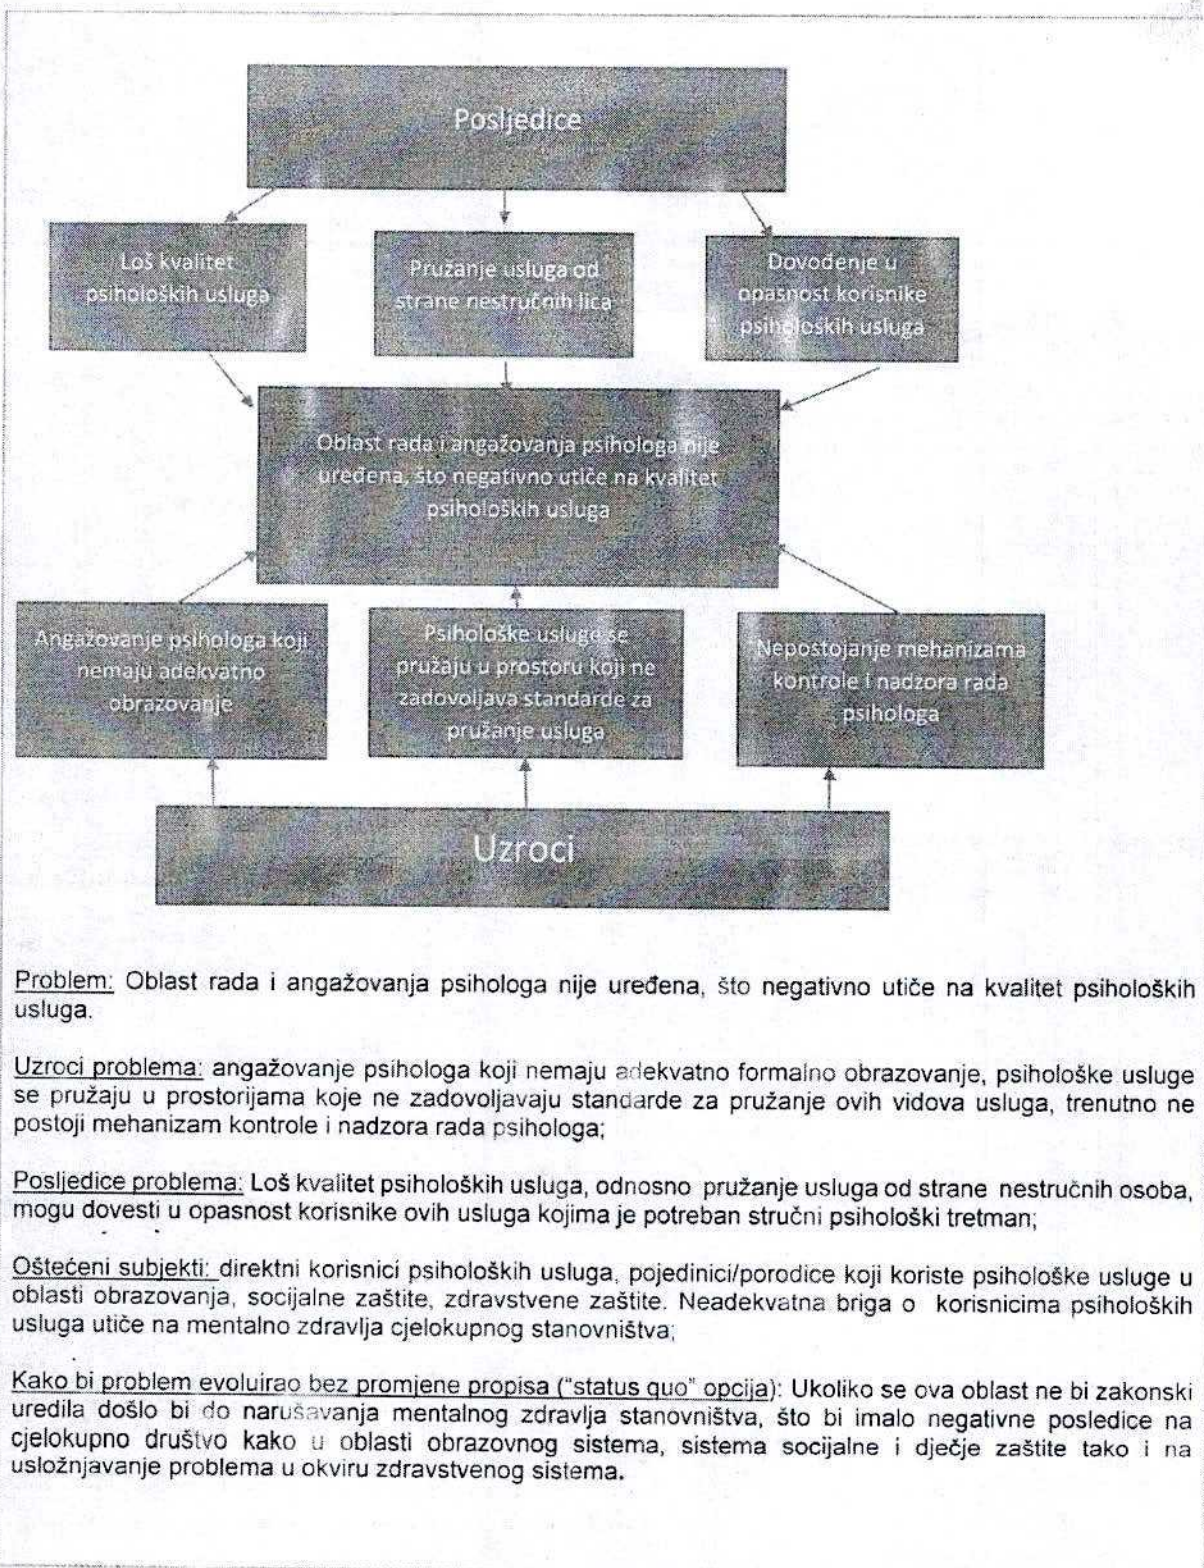 Posljedice
Loš kvalitet
psiholoških usluga
Pružanje usluga od
strane nestručnih lica
Dovođenje u
opasnost korisnike
psiholoških usluga
Oblast rada i angažovanja psihologa nije
uređena, što negativno utiče na kvalitet
psiholoških usluga
Angažovanje psihologa koji
nemaju adekvatno
obrazovanje
Psihološke usluge se
pružaju u prostoru koji ne
zadovoljava standarde za
pružanje usluga
Nepostojanje mehanizama
kontrole I nadzora rada
psihologa
Uzroci
Problem: Oblast rada i angažovanja psihologa nije uređena, što negativno utiče na kvalitet psiholoških
usluga.
Uzroci problema: angažovanje psihologa koji nemaju adekvatno formalno obrazovanje, psihološke usluge
se pružaju u prostorijama koje ne zadovoljavaju standarde za pružanje ovih vidova usluga, trenutno ne
postoji mehanizam kontrole i nadzora rada psihologa;
Posljedice problema: Loš kvalitet psiholoških usluga, odnosno pružanje usluga od strane nestručnih osoba,
mogu dovesti u opasnost korisnike ovih usluga kojima je potreban stručni psihološki tretman;
Oštećeni subjekti: direktni korisnici psiholoških usluga, pojedinici/porodice koji koriste psihološke usluge u
oblasti obrazovanja, socijalne zaštite, zdravstvene zaštite. Neadekvatna briga o korisnicima psiholoških
usluga utiče na mentalno zdravlja cjelokupnog stanovništva;
Kako bi problem evoluirao bez promjene propisa ("status quo" opcija): Ukoliko se ova oblast ne bi zakonski
uredila došlo bi do narušavanja mentalnog zdravlja stanovništva, što bi imalo negativne posledice na
cjelokupno društvo kako u oblasti obrazovnog sistema, sistema socijalne i dječje zaštite tako i na
usložnjavanje problema u okviru zdravstvenog sistema.